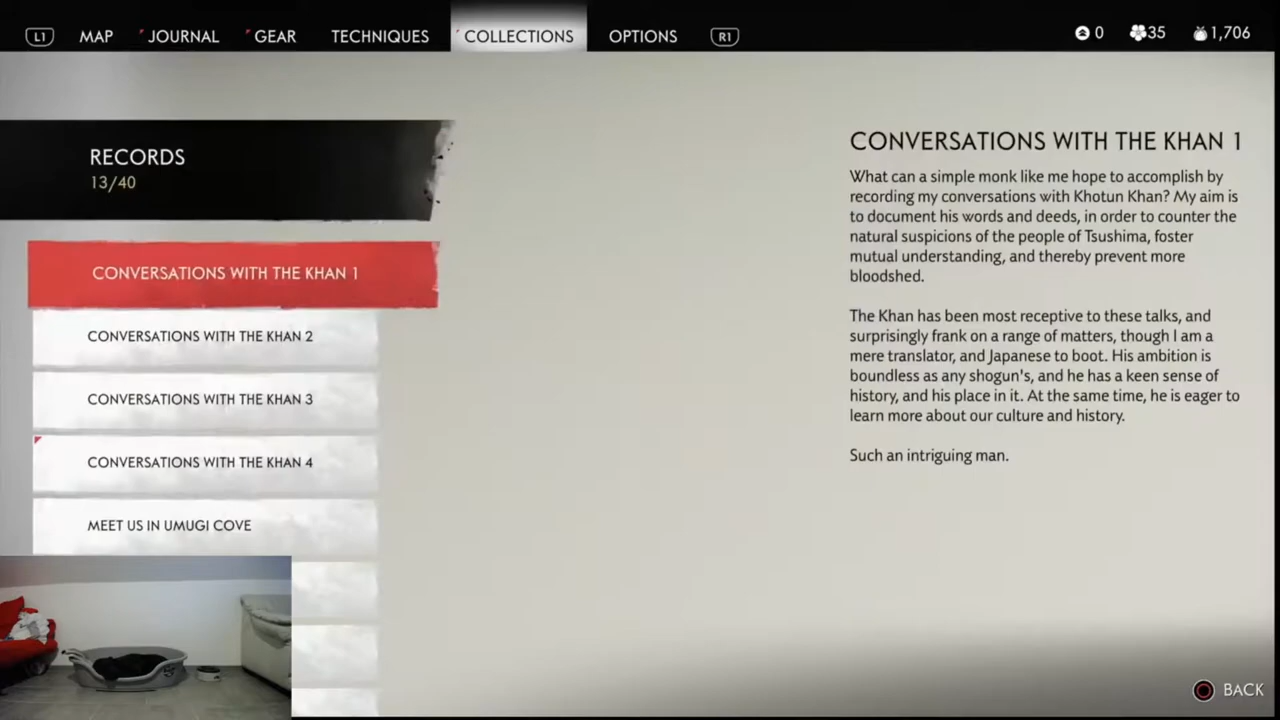 L1 MAP JOURNAL GEAR TECHNIQUES COLLECTIONS OPTIONS R1 0 35 1,706
RECORDS
13/40
CONVERSATIONS WITH THE KHAN 1
CONVERSATIONS WITH THE KHAN 2
CONVERSATIONS WITH THE KHAN 3
CONVERSATIONS WITH THE KHAN 4
MEET US IN UMUGI COVE
CONVERSATIONS WITH THE KHAN 1
What can a simple monk like me hope to accomplish by
recording my conversations with Khotun Khan? My aim is
to document his words and deeds, in order to counter the
natural suspicions of the people of Tsushima, foster
mutual understanding, and thereby prevent more
bloodshed.
The Khan has been most receptive to these talks, and
surprisingly frank on a range of matters, though I am a
mere translator, and Japanese to boot. His ambition is
boundless as any shogun's, and he has a keen sense of
history, and his place in it. At the same time, he is eager to
learn more about our culture and history.
Such an intriguing man.
BACK